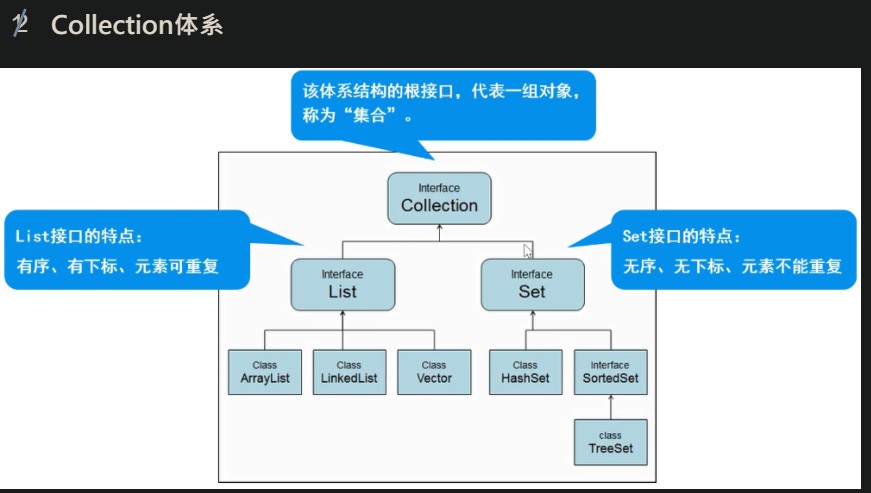 Collection体系
该体系结构的根接口，代表一组对象，
称为“集合”。
Interface
Collection
List接口的特点：
有序、有下标、元素可重复
Set接口的特点：
无序、无下标、元素不能重复
Interface
List
Interface
Set
Class
ArrayList
Class
LinkedList
Class
Vector
Class
HashSet
Interface
SortedSet
class
TreeSet